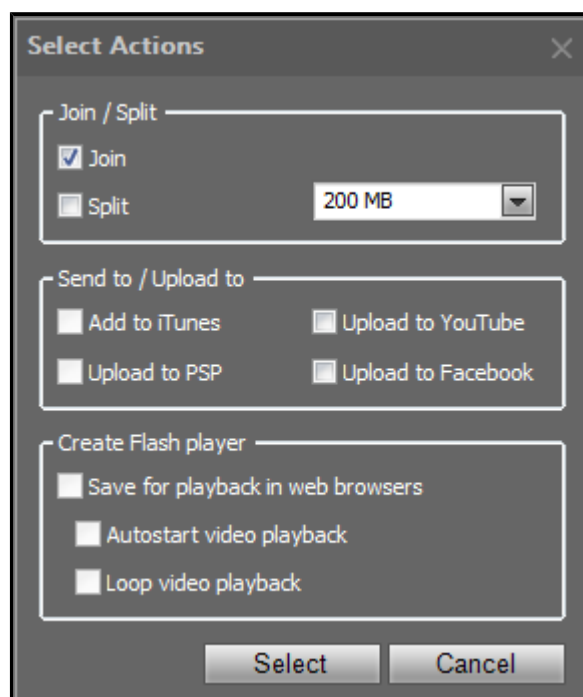 Select Actions
Join / Split
Join
Split 200 MB
Send to / Upload to
Add to iTunes Upload to YouTube
Upload to PSP Upload to Facebook
Create Flash player
Save for playback in web browsers
Autostart video playback
Loop video playback
Select Cancel